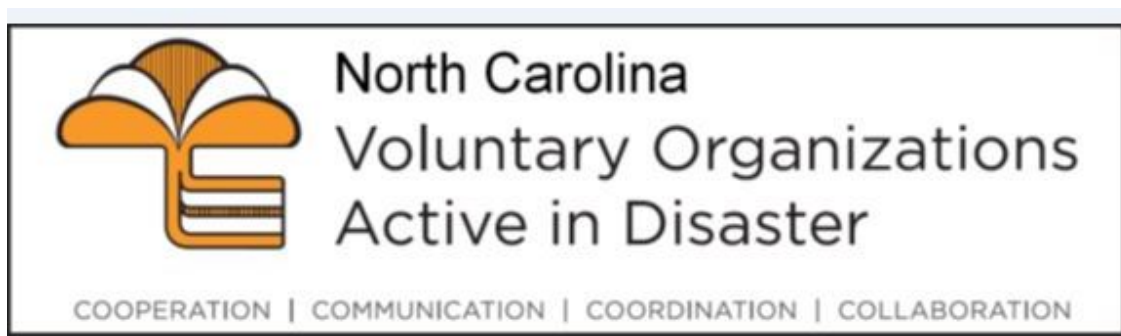 North Carolina
Voluntary Organizations
Active in Disaster
COOPERATION | COMMUNICATION | COORDINATION | COLLABORATION